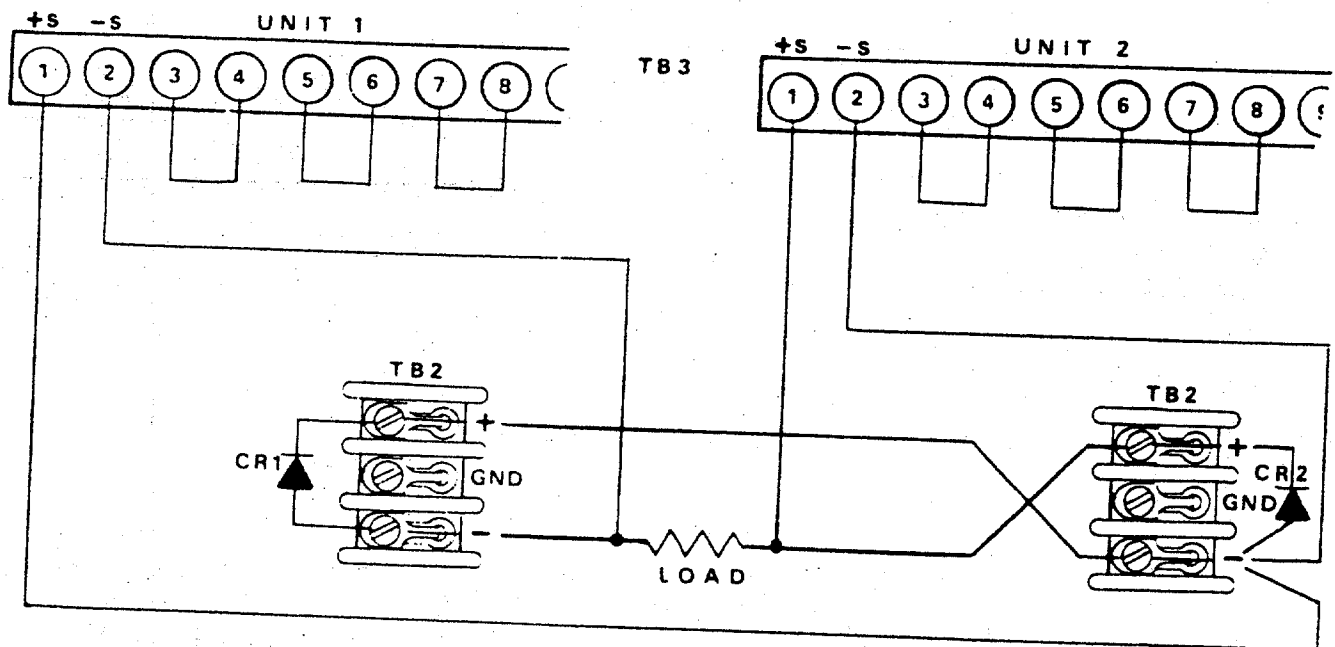 +S -S UNIT 1
1 2 3 4 5 6 7 8
TB3
+S -S UNIT 2
1 2 3 4 5 6 7 8 9
TB2
+
CR1
GND
-
LOAD
TB2
+
CR2
GND
-